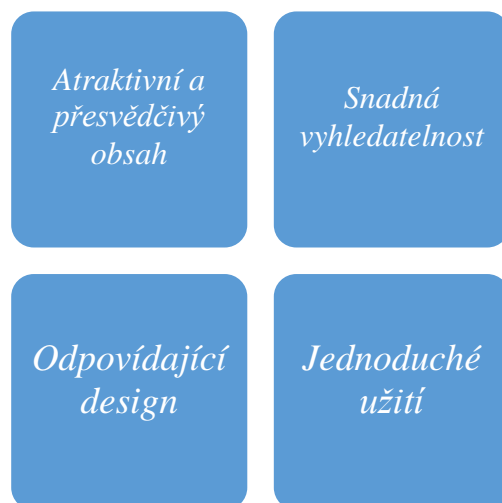 Atraktivní a
přesvědčivý
obsah
Snadná
vyhledatelnost
Odpovídající
design
Jednoduché
užití